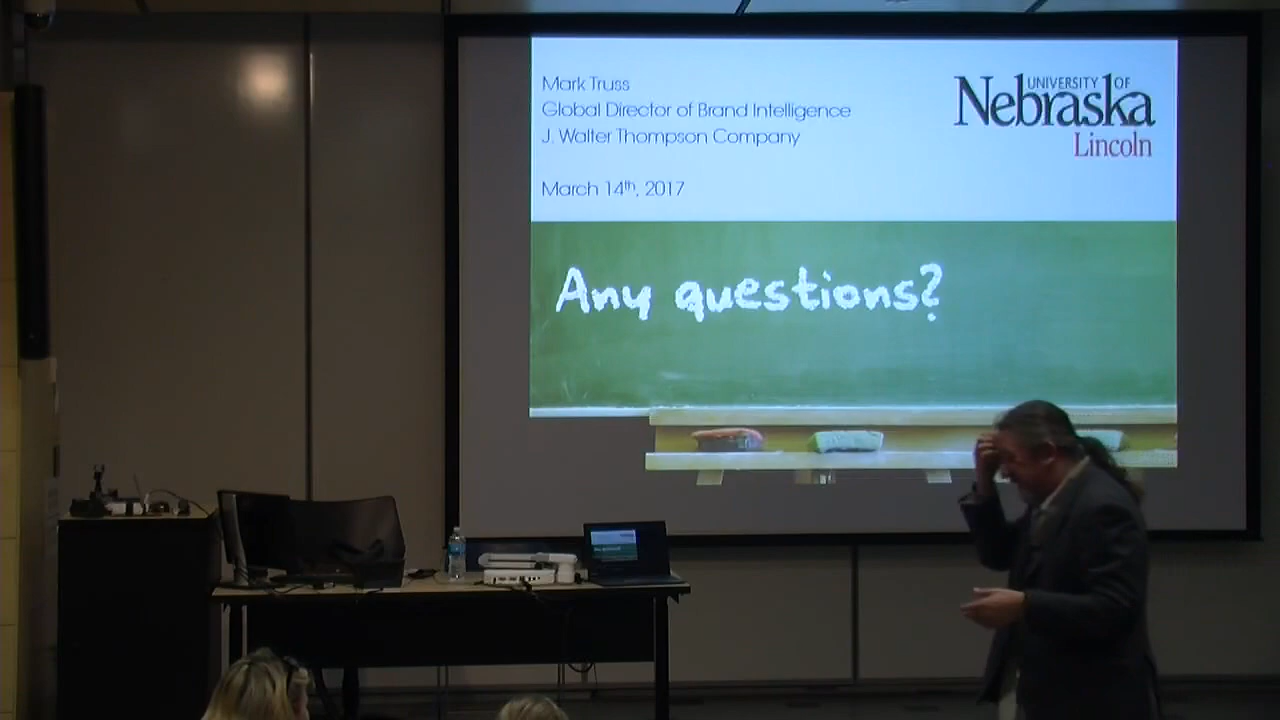 Mark Truss
Global Director of Brand Intelligence
J. Walter Thompson Company
March 14th, 2017
UNIVERSITY OF
Nebraska
Lincoln
Any questions?